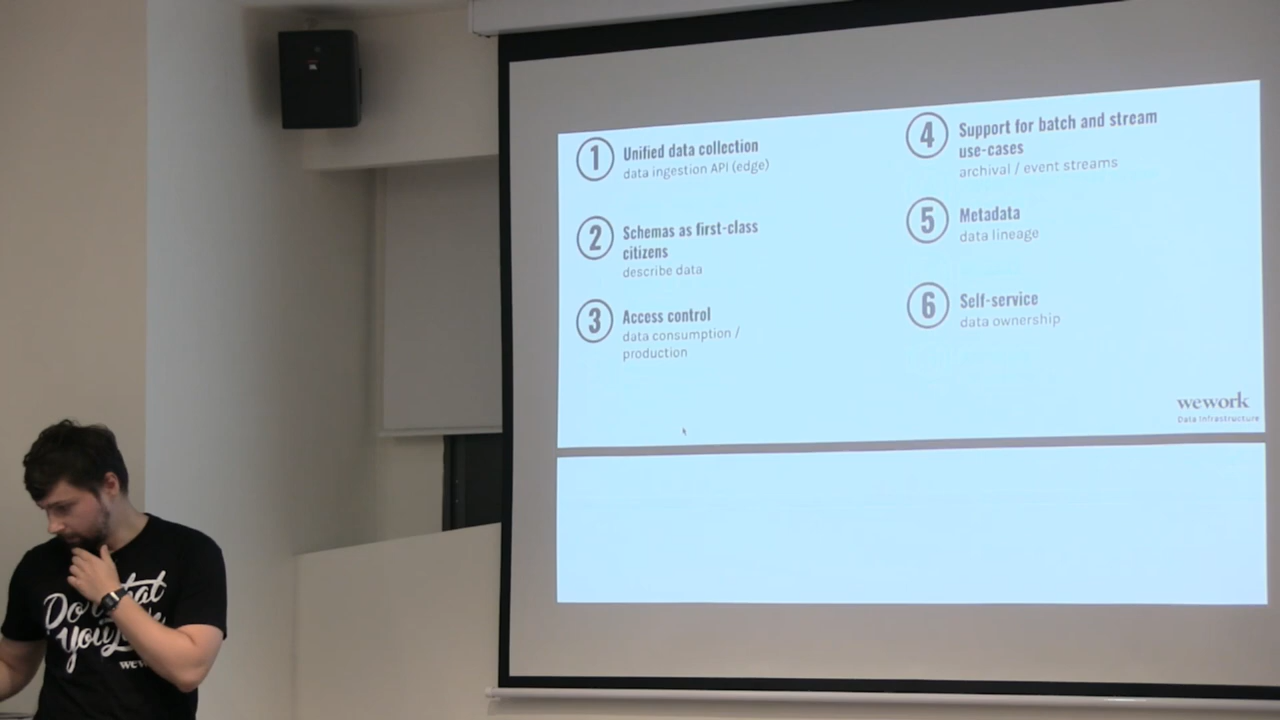 1
Unified data collection
data ingestion API (edge)
2
Schemas as first-class
citizens
describe data
3
Access control
data consumption /
production
4
Support for batch and stream
use-cases
archival / event streams
5
Metadata
data lineage
6
Self-service
data ownership
wework
Data Infrastructure
Do
You